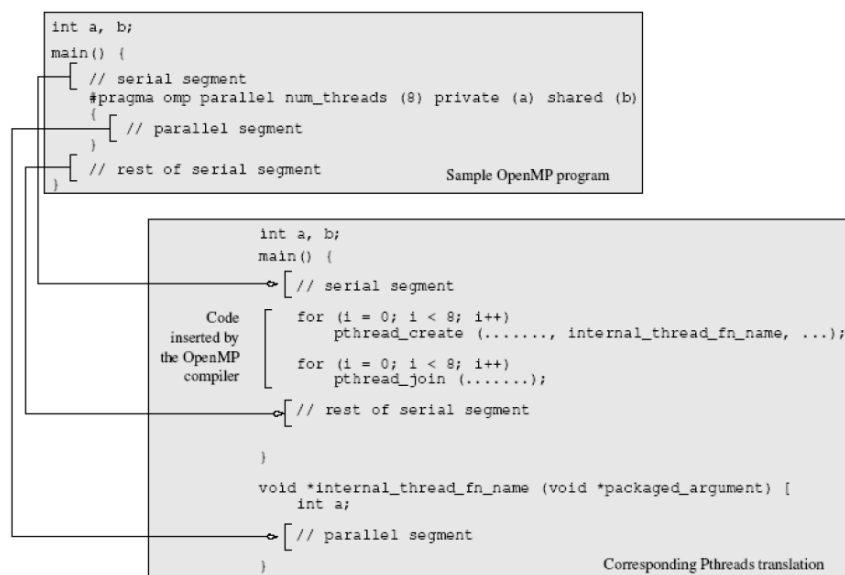 int a, b;
main() {
// serial segment
#pragma omp parallel num_threads (8) private (a) shared (b)
{
// parallel segment
}
// rest of serial segment
}
Sample OpenMP program
int a, b;
main() {
// serial segment
Code
inserted by
the OpenMP
compiler
for (i = 0; i < 8; i++)
pthread_create (......., internal_thread_fn_name, ...);
for (i = 0; i < 8; i++)
pthread_join (.......);
// rest of serial segment
}
void *internal_thread_fn_name (void *packaged_argument) [
int a;
// parallel segment
}
Corresponding Pthreads translation